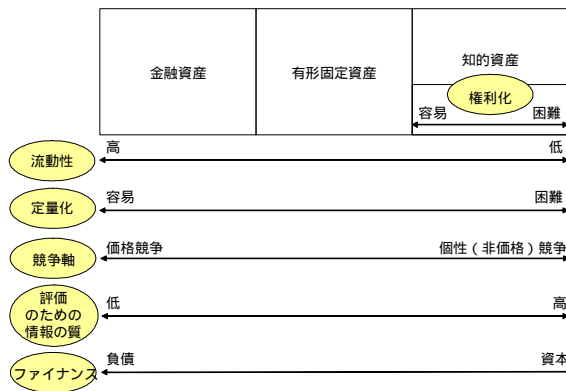 金融資産
有形固定資産
知的資産
権利化
容易 困難
流動性
高 低
定量化
容易 困難
競争軸
価格競争 個性(非価格)競争
評価
のための
情報の質
低 高
ファイナンス
負債 資本